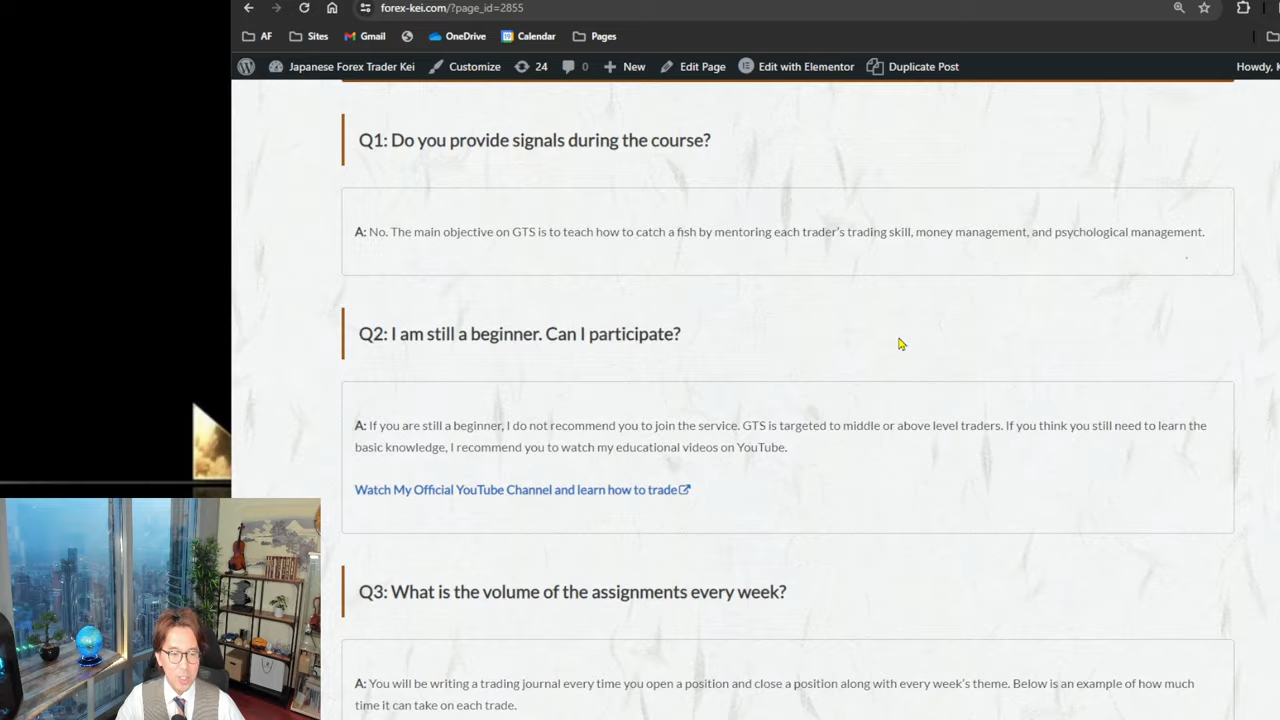 forex-kei.com/?page_id=2855
AF Sites Gmail OneDrive Calendar Pages
Japanese Forex Trader Kei Customize 24 0 New Edit Page Edit with Elementor Duplicate Post Howdy,
Q1: Do you provide signals during the course?
A: No. The main objective on GTS is to teach how to catch a fish by mentoring each trader's trading skill, money management, and psychological management.
Q2: I am still a beginner. Can I participate?
A: If you are still a beginner, I do not recommend you to join the service. GTS is targeted to middle or above level traders. If you think you still need to learn the
basic knowledge, I recommend you to watch my educational videos on YouTube.
Watch My Official YouTube Channel and learn how to trade
Q3: What is the volume of the assignments every week?
A: You will be writing a trading journal every time you open a position and close a position along with every week's theme. Below is an example of how much
time it can take on each trade.